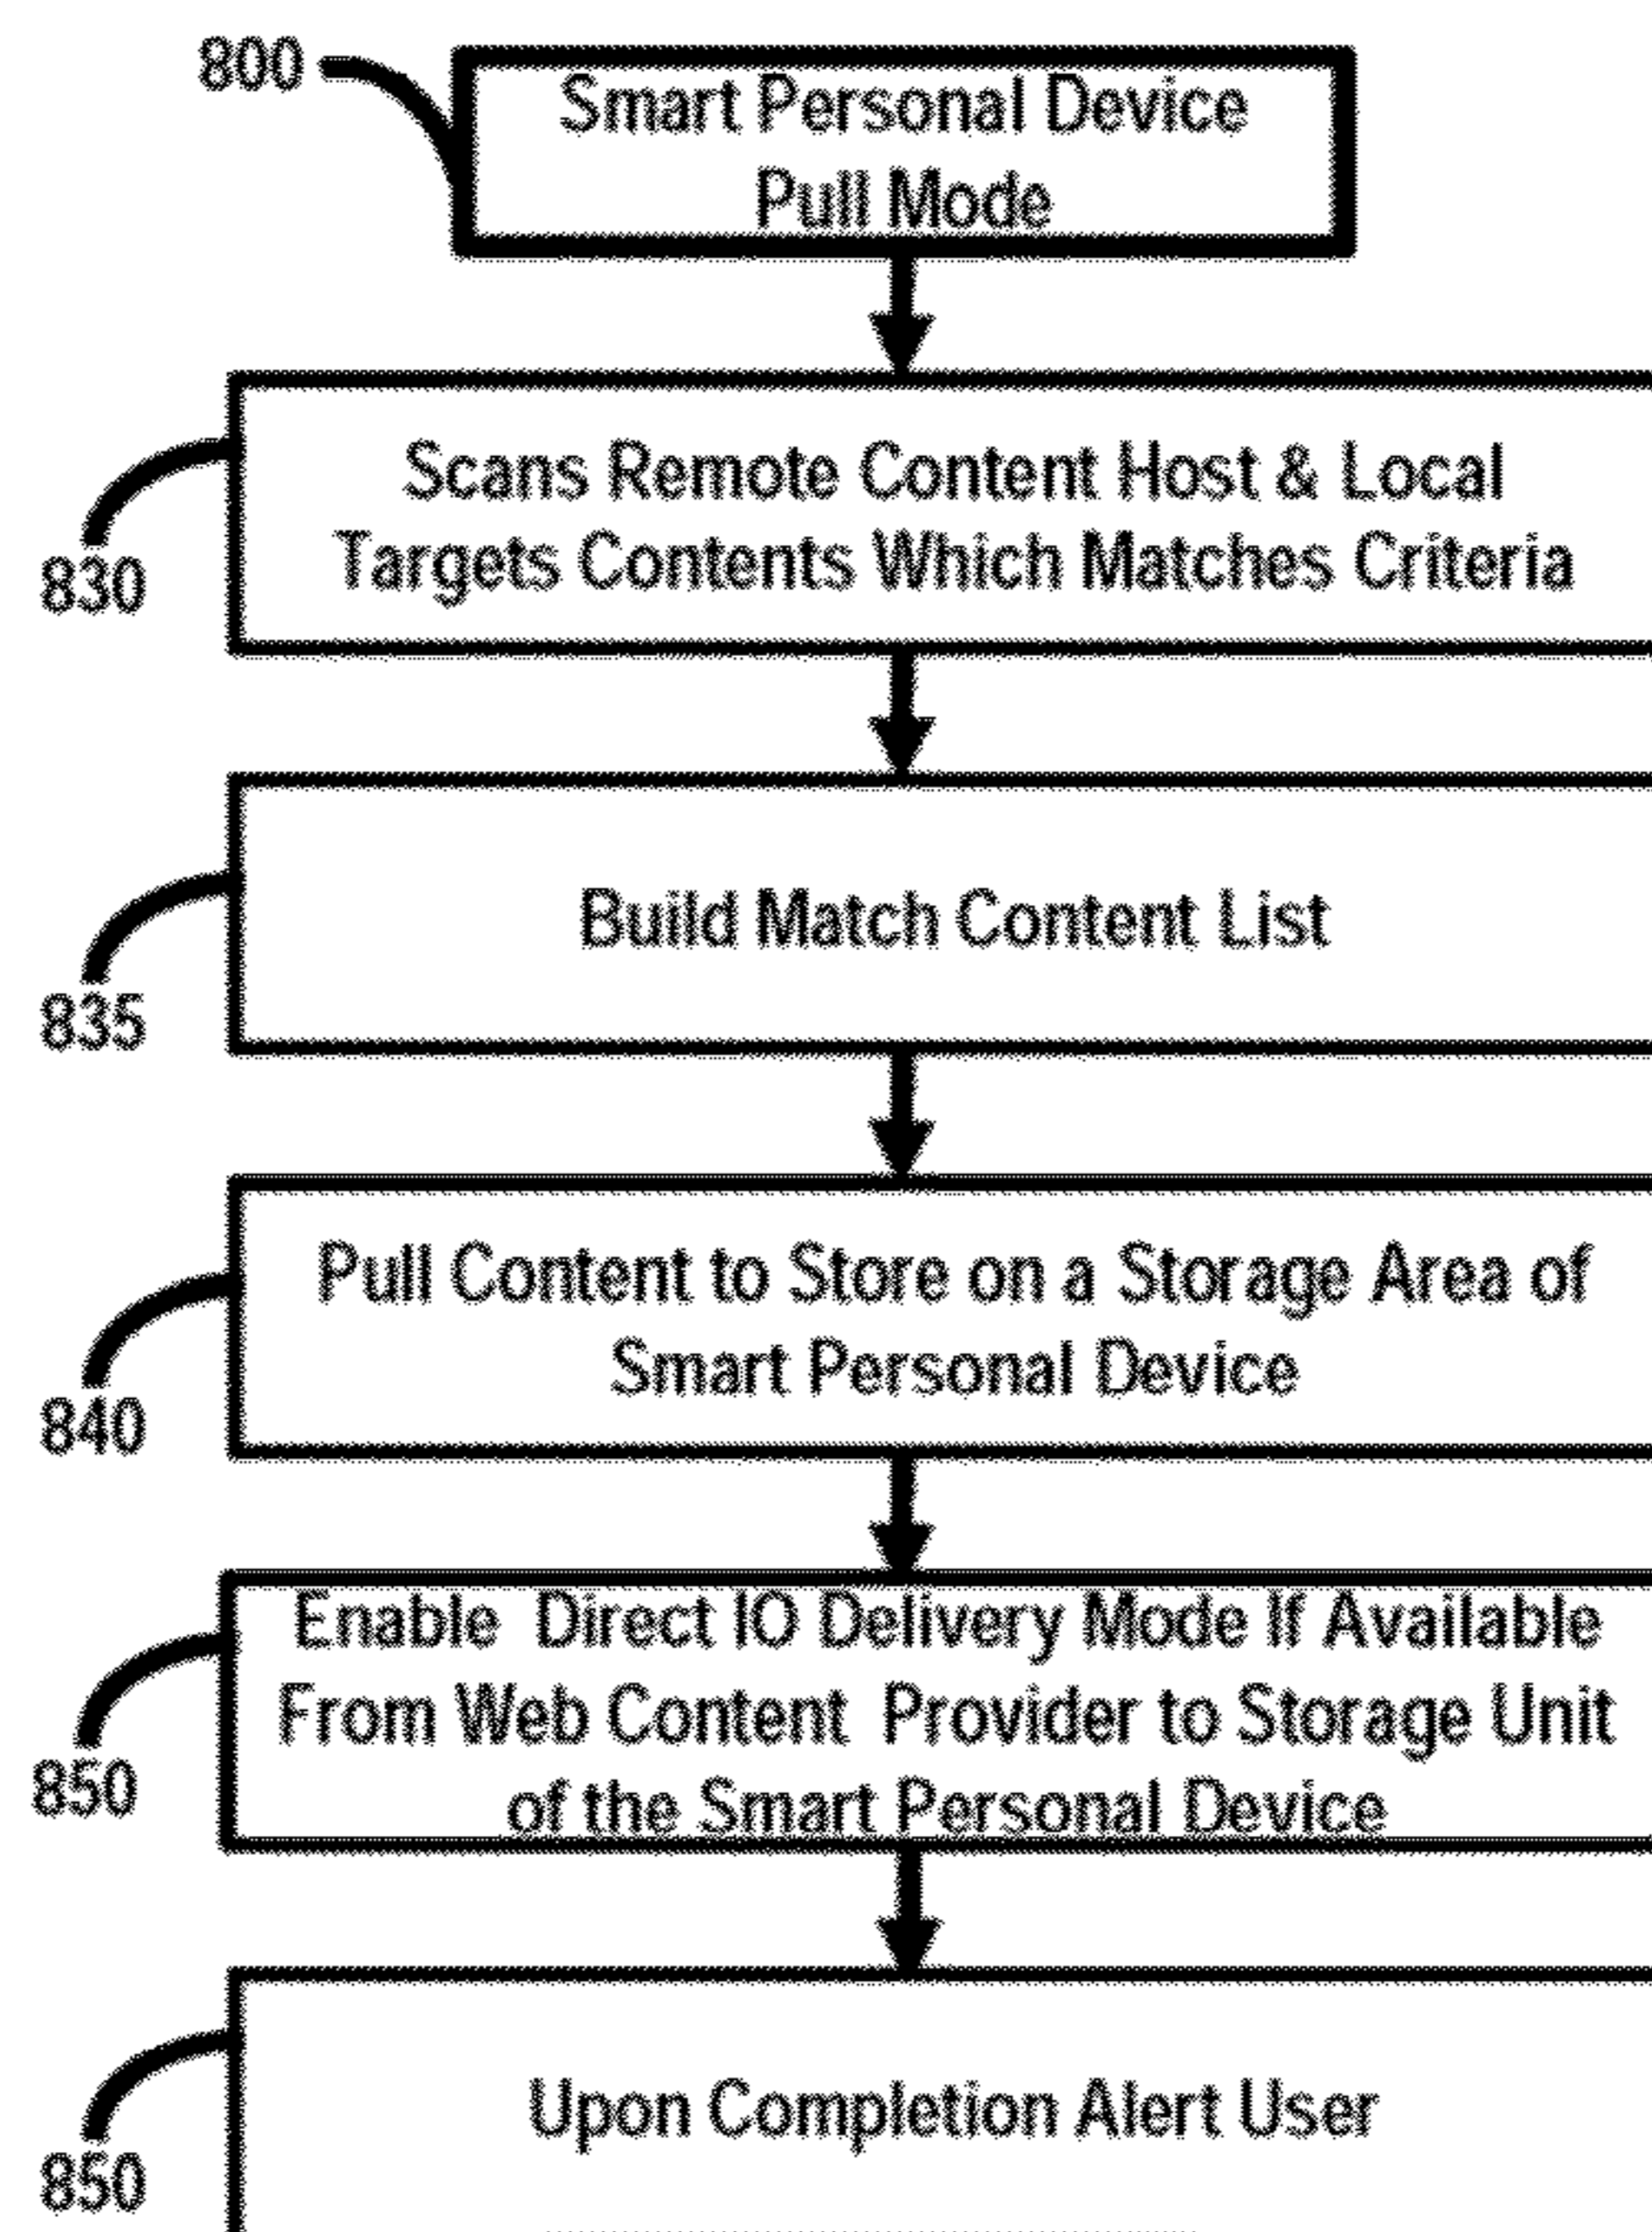 800
Smart Personal Device
Pull Mode
Scans Remote Content Host & Local
Targets Contents Which Matches Criteria
830
Build Match Content List
835
Pull Content to Store on a Storage Area of
Smart Personal Device
840
Enable Direct IO Delivery Mode If Available
From Web Content Provider to Storage Unit
of the Smart Personal Device
850
Upon Completion Alert User
850